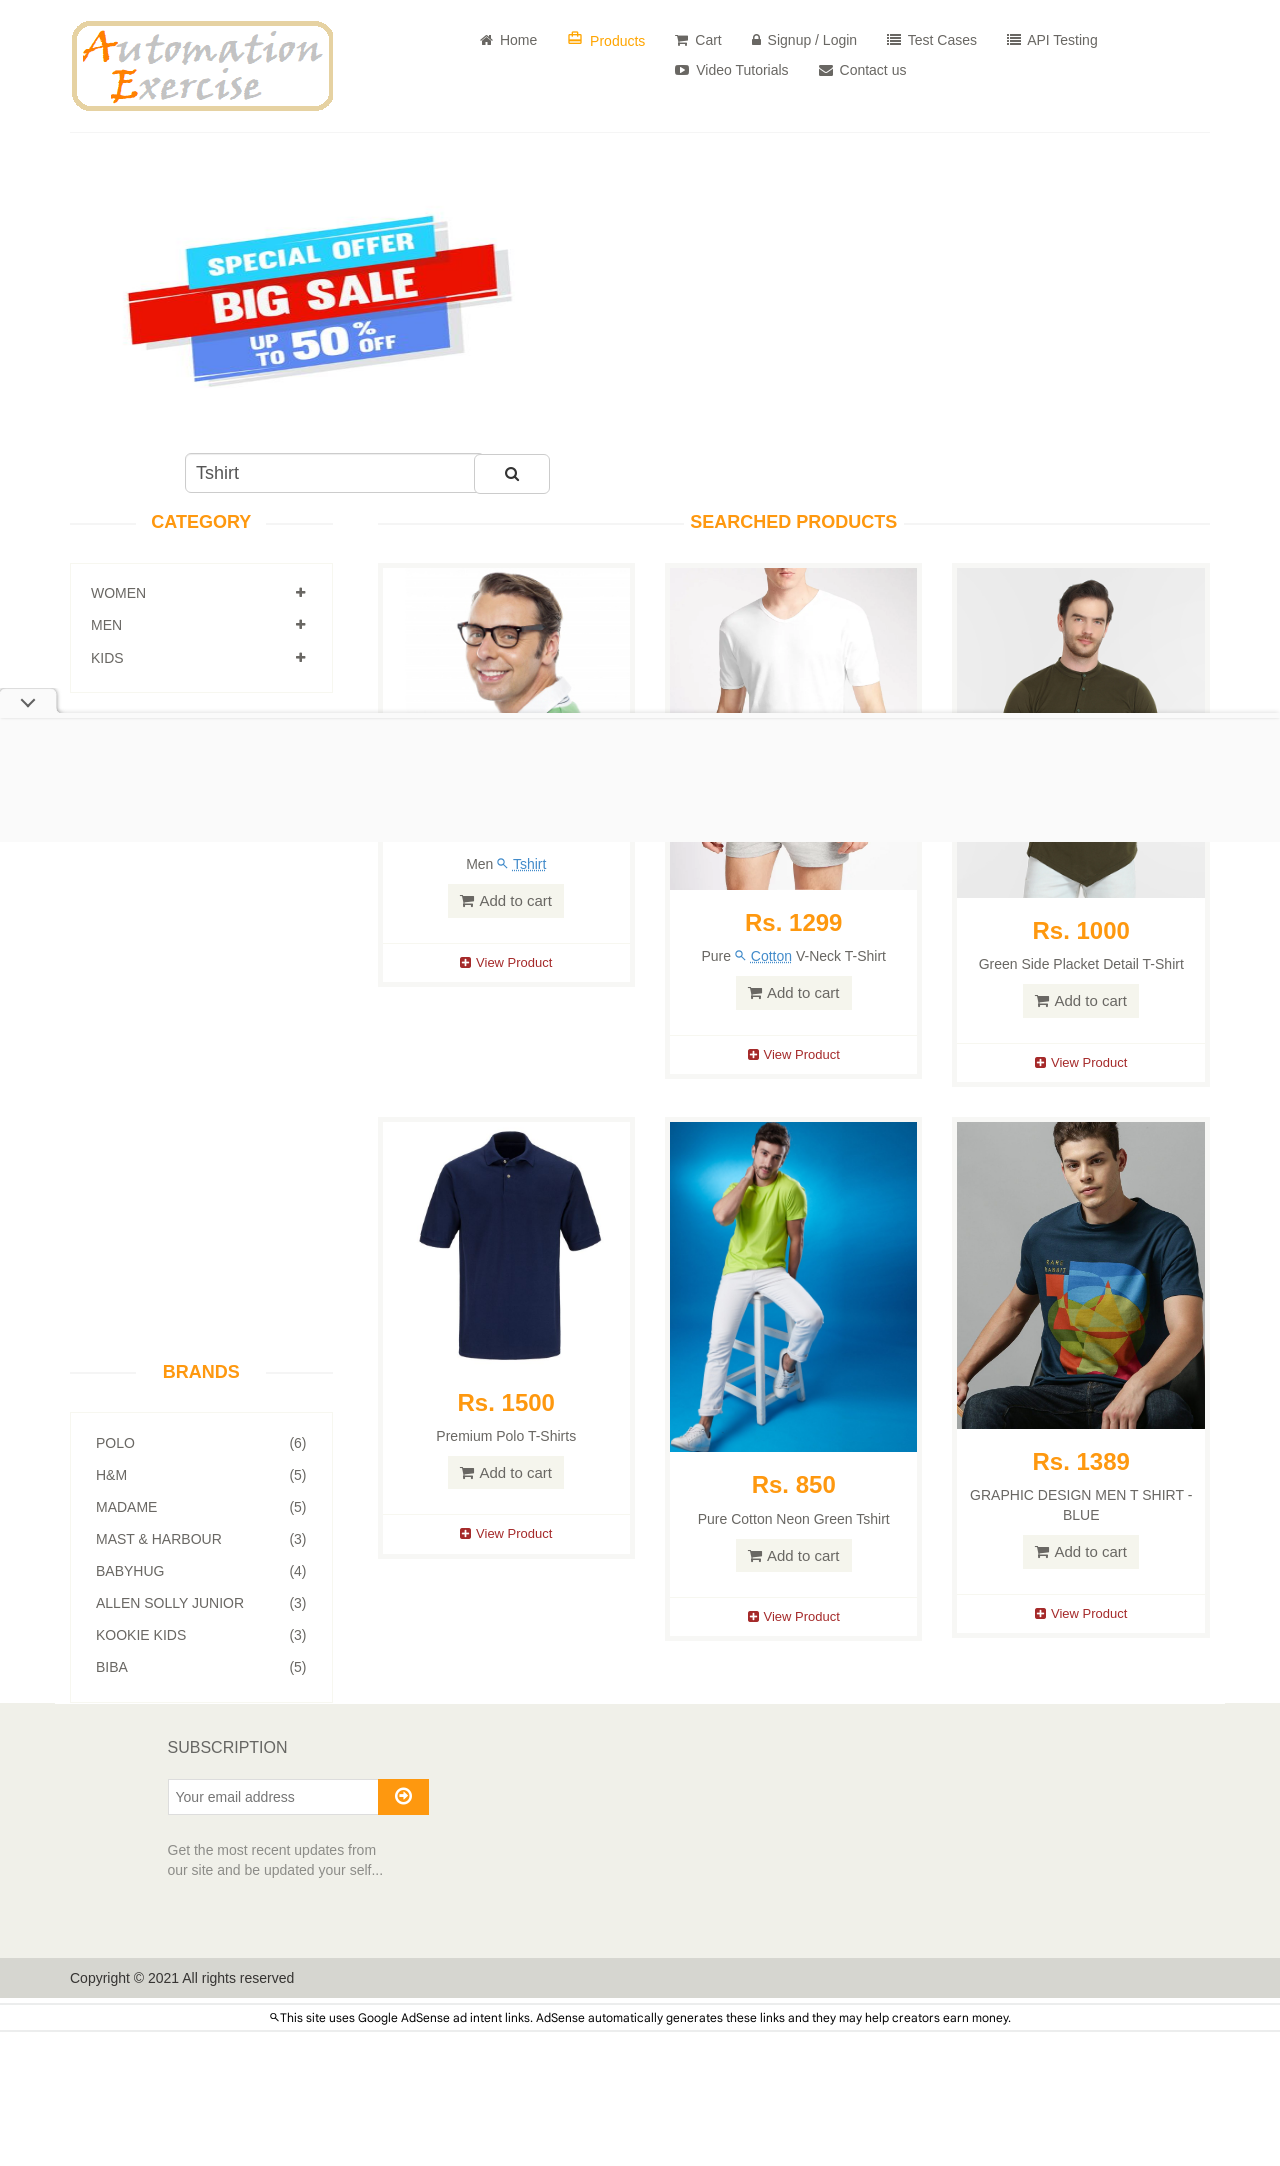 Automation
Exercise
Home
Products
Cart
Signup / Login
Test Cases
API Testing
Video Tutorials
Contact us
SPECIAL OFFER
BIG SALE
UP TO 50% OFF
Tshirt
CATEGORY
WOMEN
MEN
KIDS
SEARCHED PRODUCTS
Men Tshirt
Add to cart
View Product
Rs. 1299
Pure Cotton V-Neck T-Shirt
Add to cart
View Product
Rs. 1000
Green Side Placket Detail T-Shirt
Add to cart
View Product
BRANDS
POLO (6)
H&M (5)
MADAME (5)
MAST & HARBOUR (3)
BABYHUG (4)
ALLEN SOLLY JUNIOR (3)
KOOKIE KIDS (3)
BIBA (5)
Rs. 1500
Premium Polo T-Shirts
Add to cart
View Product
Rs. 850
Pure Cotton Neon Green Tshirt
Add to cart
View Product
Rs. 1389
GRAPHIC DESIGN MEN T SHIRT -
BLUE
Add to cart
View Product
SUBSCRIPTION
Your email address
Get the most recent updates from
our site and be updated your self...
Copyright © 2021 All rights reserved
This site uses Google AdSense ad intent links. AdSense automatically generates these links and they may help creators earn money.